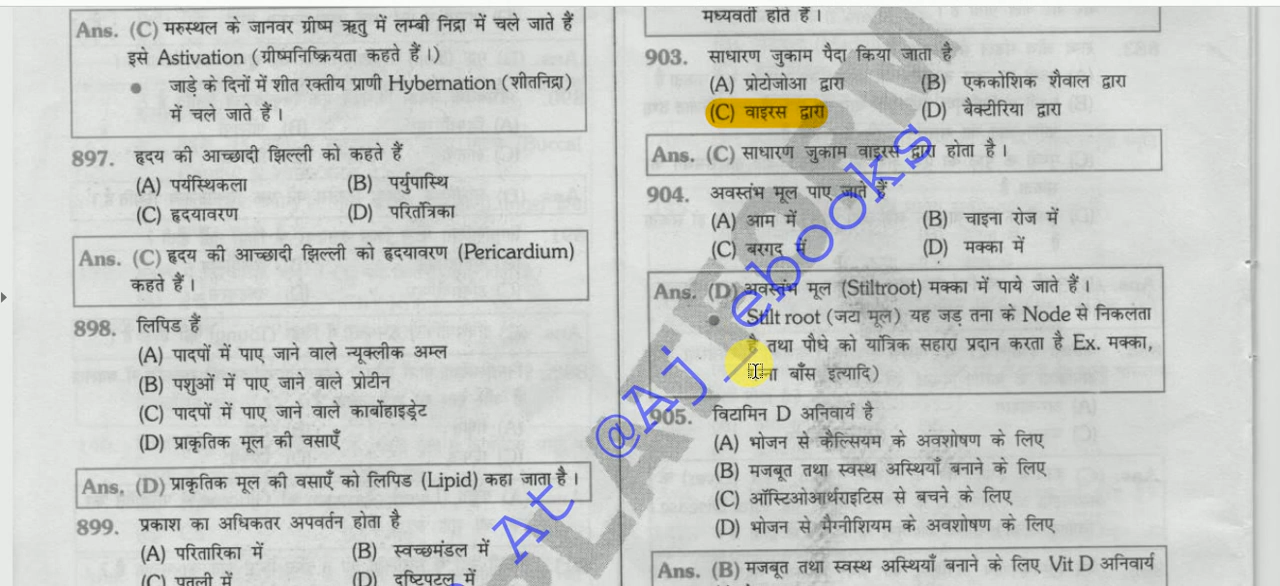 Ans. (C) मरुस्थल के जानवर ग्रीष्म ऋतु में लम्बी निद्रा में चले जाते हैं
इसे Astivation (ग्रीष्मनिष्क्रियता कहते हैं।)
● जाड़े के दिनों में शीत रक्तीय प्राणी Hybernation (शीतनिद्रा)
में चले जाते हैं।
897. हृदय की आच्छादी झिल्ली को कहते हैं
(A) पर्यस्थिकला (B) पर्युपास्थि
(C) हृदयावरण (D) परितंत्रिका
Ans. (C) हृदय की आच्छादी झिल्ली को हृदयावरण (Pericardium)
कहते हैं।
898. लिपिड हैं
(A) पादपों में पाए जाने वाले न्यूक्लीक अम्ल
(B) पशुओं में पाए जाने वाले प्रोटीन
(C) पादपों में पाए जाने वाले कार्बोहाइड्रेट
(D) प्राकृतिक मूल की वसाएँ
Ans. (D) प्राकृतिक मूल की वसाएँ को लिपिड (Lipid) कहा जाता है।
899. प्रकाश का अधिकतर अपवर्तन होता है
(A) परितारिका में (B) स्वच्छमंडल में
(C) पुतली में (D) दृष्टिपटल में
मध्यवर्ती होते हैं।
903. साधारण जुकाम पैदा किया जाता है
(A) प्रोटोजोआ द्वारा (B) एककोशिक शैवाल द्वारा
(C) वाइरस द्वारा (D) बैक्टीरिया द्वारा
Ans. (C) साधारण जुकाम वाइरस द्वारा होता है।
904. अवस्तंभ मूल पाए जाते हैं
(A) आम में (B) चाइना रोज में
(C) बरगद में (D) मक्का में
Ans. (D) अवस्तंभ मूल (Stiltroot) मक्का में पाये जाते हैं।
● Stilt root (जटा मूल) यह जड़ तना के Node से निकलता
है तथा पौधे को यांत्रिक सहारा प्रदान करता है Ex. मक्का,
बाँस इत्यादि)
905. विटामिन D अनिवार्य है
(A) भोजन से कैल्सियम के अवशोषण के लिए
(B) मजबूत तथा स्वस्थ अस्थियाँ बनाने के लिए
(C) ऑस्टिओआर्थराइटिस से बचने के लिए
(D) भोजन से मैग्नीशियम के अवशोषण के लिए
Ans. (B) मजबूत तथा स्वस्थ अस्थियाँ बनाने के लिए Vit D अनिवार्य
At @Aj_ebooks